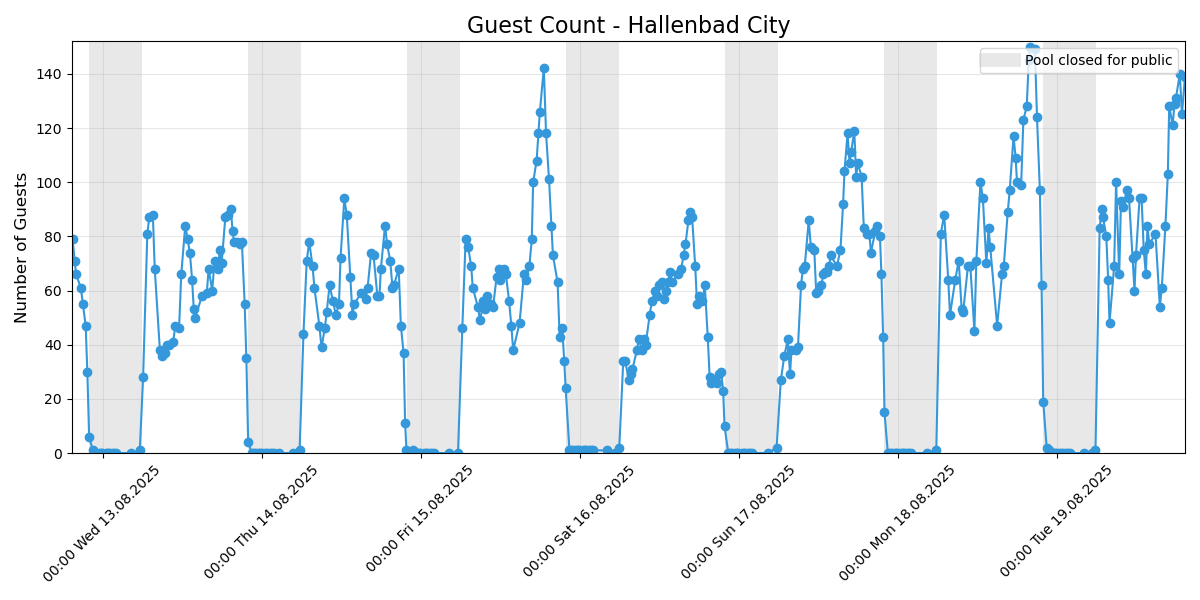 Guest Count - Hallenbad City
Pool closed for public
Number of Guests
140
120
100
80
60
40
20
0
00:00 Wed 13.08.2025
00:00 Thu 14.08.2025
00:00 Fri 15.08.2025
00:00 Sat 16.08.2025
00:00 Sun 17.08.2025
00:00 Mon 18.08.2025
00:00 Tue 19.08.2025